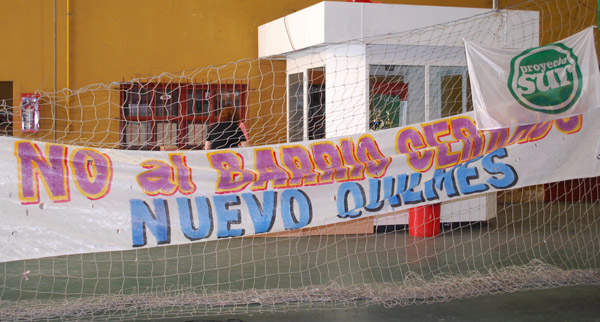 proyecto
sur
NO al BARRIO CERRADO
NUEVO QUILMES